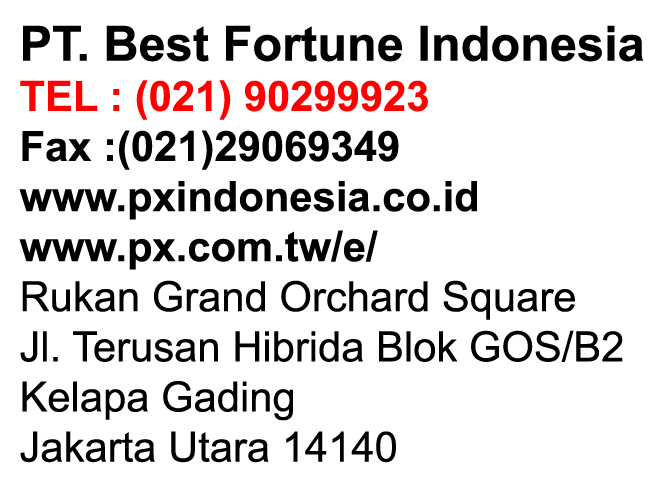 PT. Best Fortune Indonesia
TEL : (021) 90299923
Fax :(021)29069349
www.pxindonesia.co.id
www.px.com.tw/e/
Rukan Grand Orchard Square
Jl. Terusan Hibrida Blok GOS/B2
Kelapa Gading
Jakarta Utara 14140